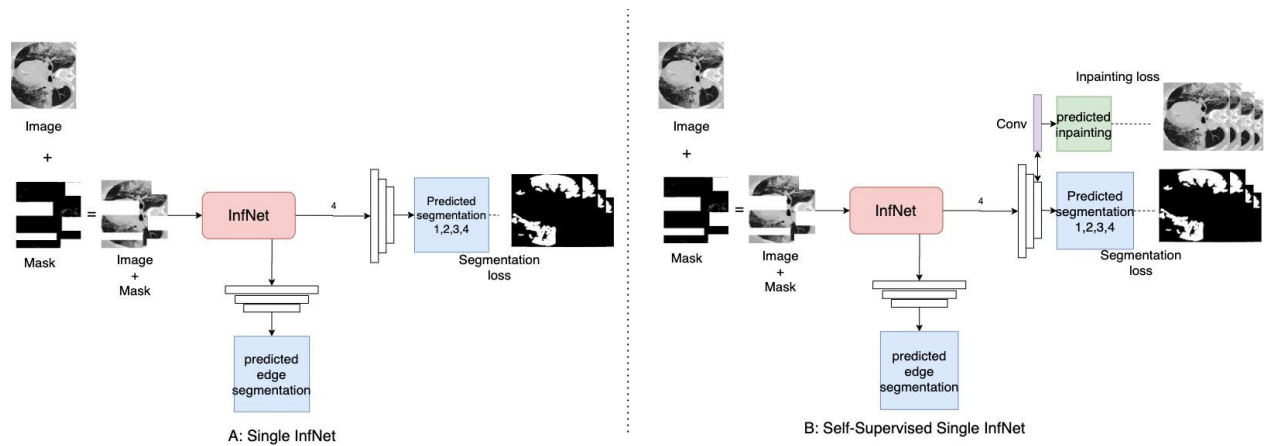 Image
+
Mask
=
Image
+
Mask
InfNet
4
Predicted
segmentation
1,2,3,4
Segmentation
loss
predicted
edge
segmentation
A: Single InfNet
Image
+
Mask
=
Image
+
Mask
InfNet
4
Conv
predicted
inpainting
Inpainting loss
Predicted
segmentation
1,2,3,4
Segmentation
loss
predicted
edge
segmentation
B: Self-Supervised Single InfNet